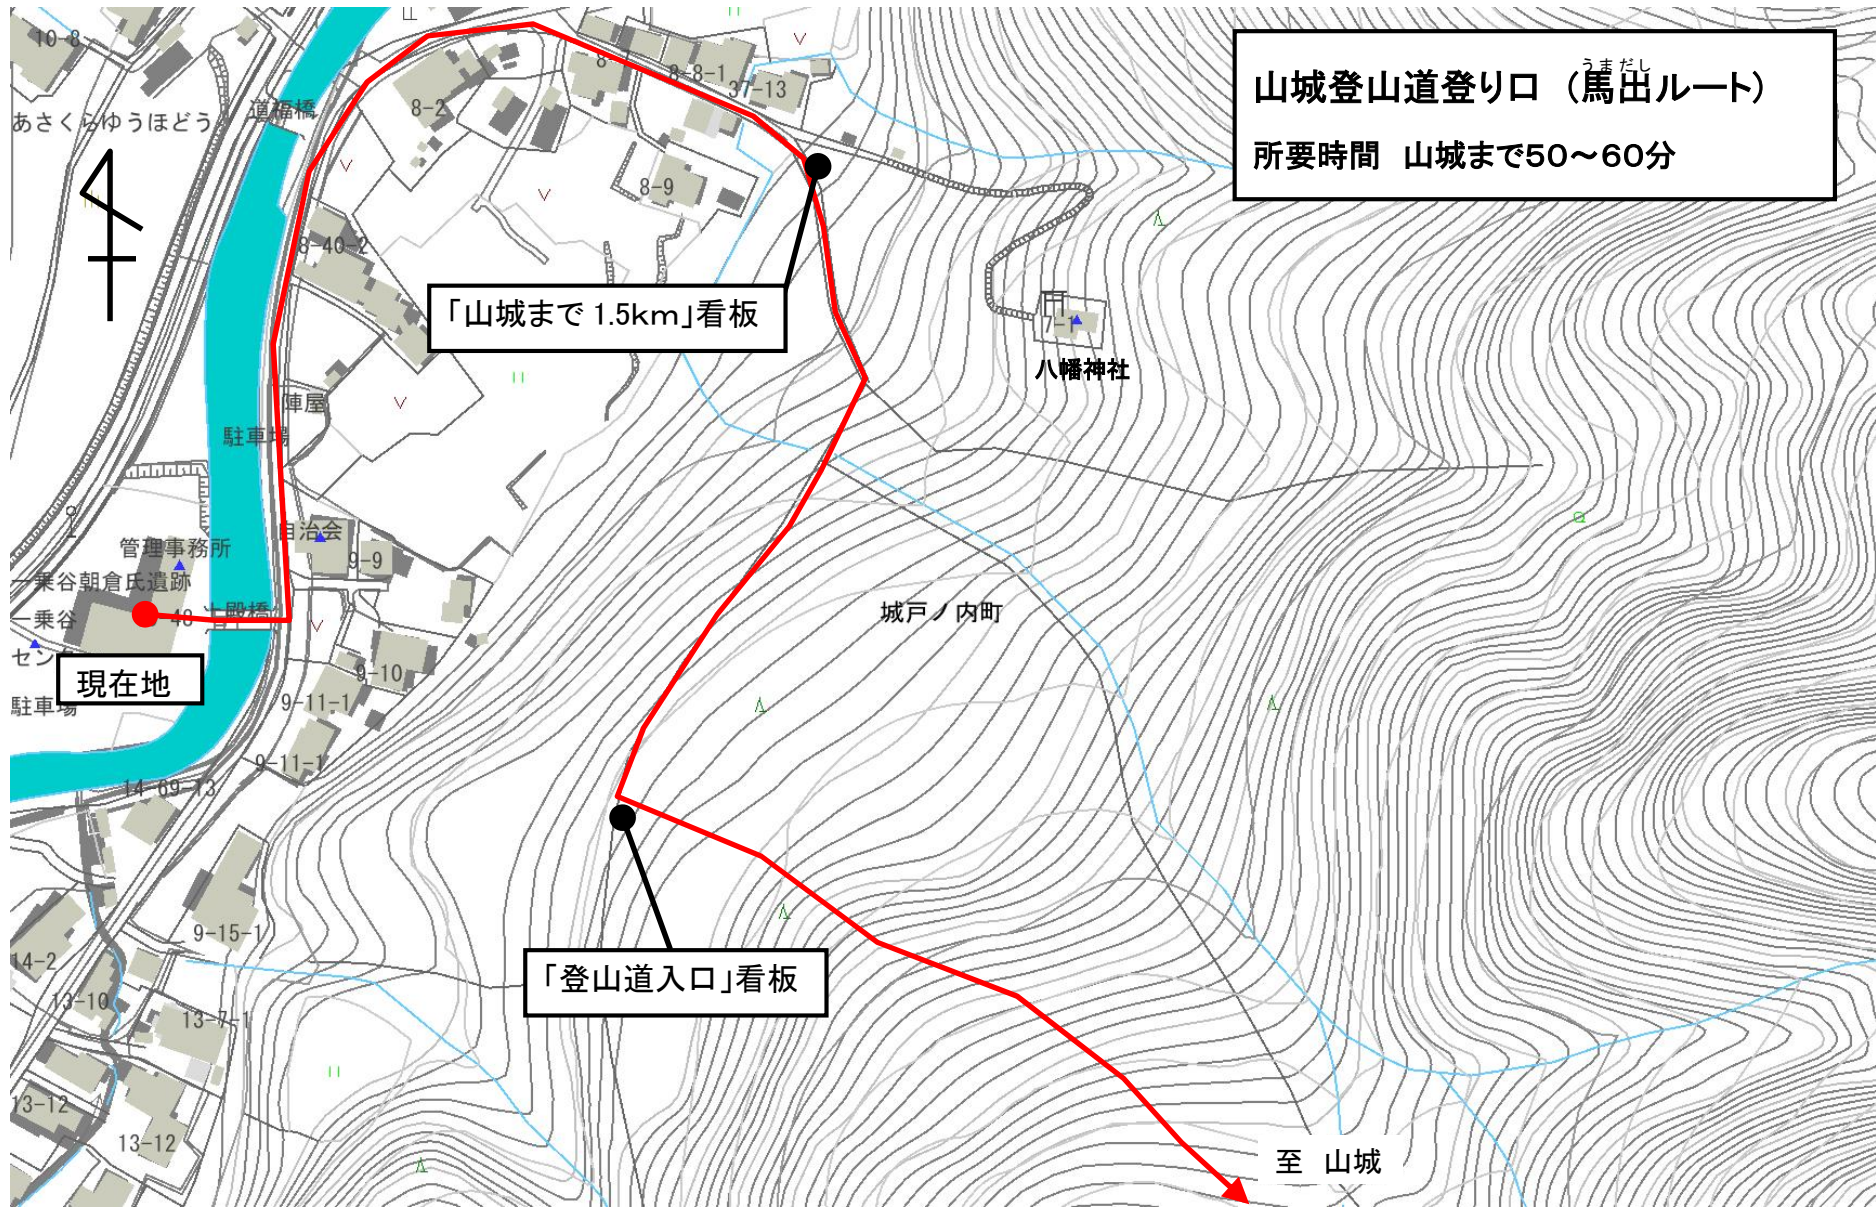 山城登山道登り口 (馬出ルート)
うまだし
所要時間 山城まで50～60分
10-8
あさくらゆうほどう
道福橋
8-2
8-8-1
37-13
8-9
8-40-2
「山城まで 1.5km」看板
7-1
八幡神社
陣屋
駐車場
自治会
9-9
管理事務所
一乗谷朝倉氏遺跡
一乗谷
48
城戸ノ内町
現在地
駐車場
9-10
9-11-1
9-11-1
14-69-13
9-15-1
14-2
13-10
13-7-1
「登山道入口」看板
13-12
13-12
至 山城